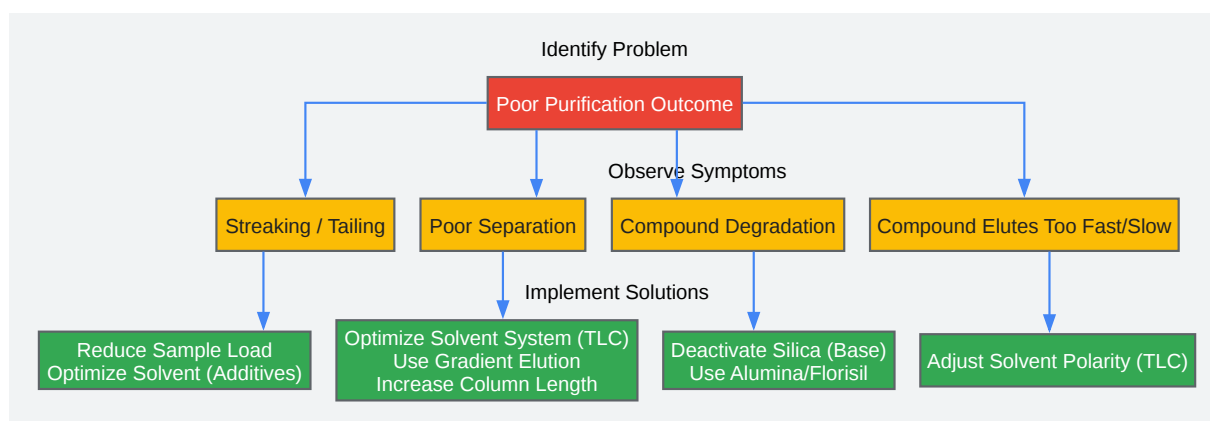 Identify Problem
Poor Purification Outcome
Observe Symptoms
Streaking / Tailing
Poor Separation
Compound Degradation
Compound Elutes Too Fast/Slow
Implement Solutions
Reduce Sample Load
Optimize Solvent (Additives)
Optimize Solvent System (TLC)
Use Gradient Elution
Increase Column Length
Deactivate Silica (Base)
Use Alumina/Florisil
Adjust Solvent Polarity (TLC)